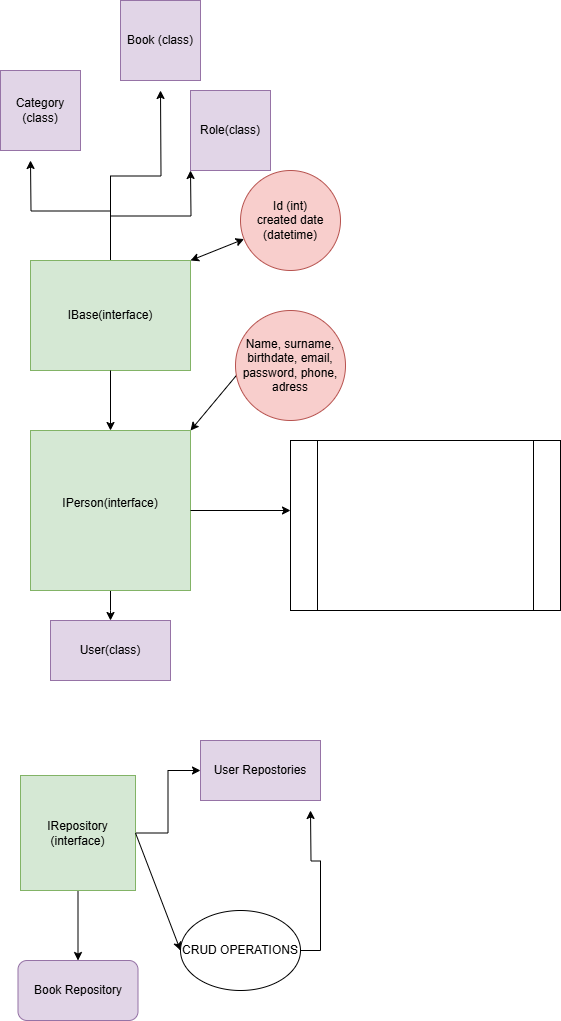 Book (class)
Category
(class)
Role(class)
Id (int)
created date
(datetime)
IBase(interface)
Name, surname,
birthdate, email,
password, phone,
adress
IPerson(interface)
User(class)
User Repostories
IRepository
(interface)
CRUD OPERATIONS
Book Repository